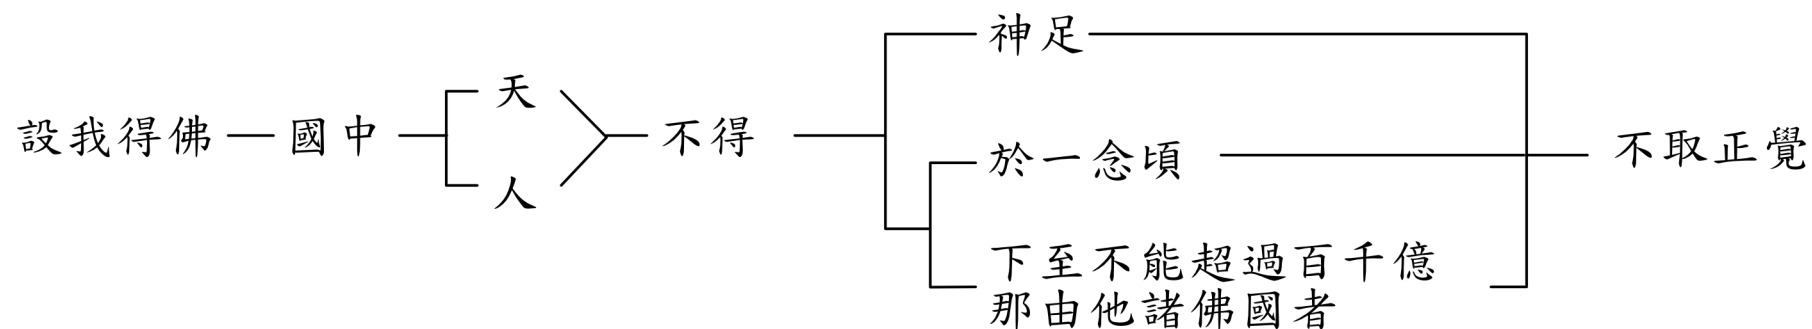 設我得佛
國中
天
人
不得
神足
於一念頃
下至不能超過百千億
那由他諸佛國者
不取正覺